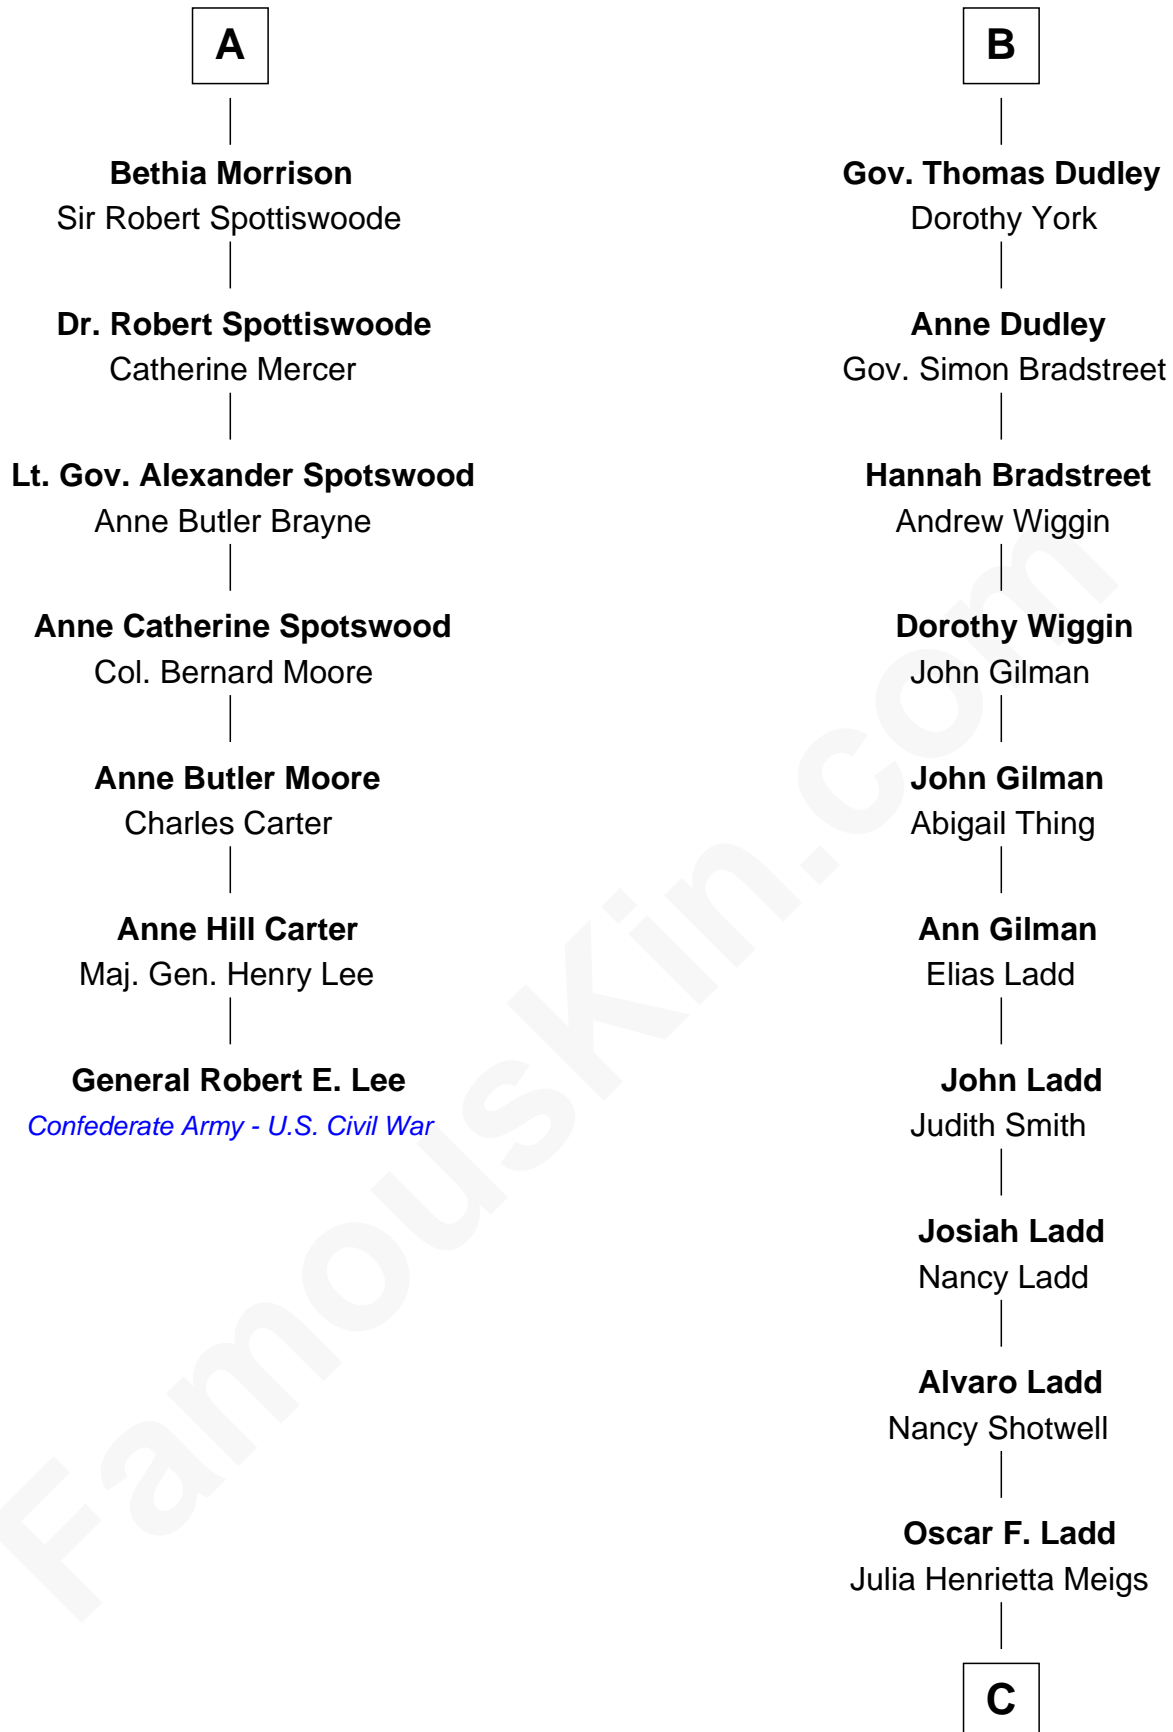 A
Bethia Morrison
Sir Robert Spottiswoode
Dr. Robert Spottiswoode
Catherine Mercer
Lt. Gov. Alexander Spotswood
Anne Butler Brayne
Anne Catherine Spotswood
Col. Bernard Moore
Anne Butler Moore
Charles Carter
Anne Hill Carter
Maj. Gen. Henry Lee
General Robert E. Lee
Confederate Army - U.S. Civil War
B
Gov. Thomas Dudley
Dorothy York
Anne Dudley
Gov. Simon Bradstreet
Hannah Bradstreet
Andrew Wiggin
Dorothy Wiggin
John Gilman
John Gilman
Abigail Thing
Ann Gilman
Elias Ladd
John Ladd
Judith Smith
Josiah Ladd
Nancy Ladd
Alvaro Ladd
Nancy Shotwell
Oscar F. Ladd
Julia Henrietta Meigs
C
FamousKin.com